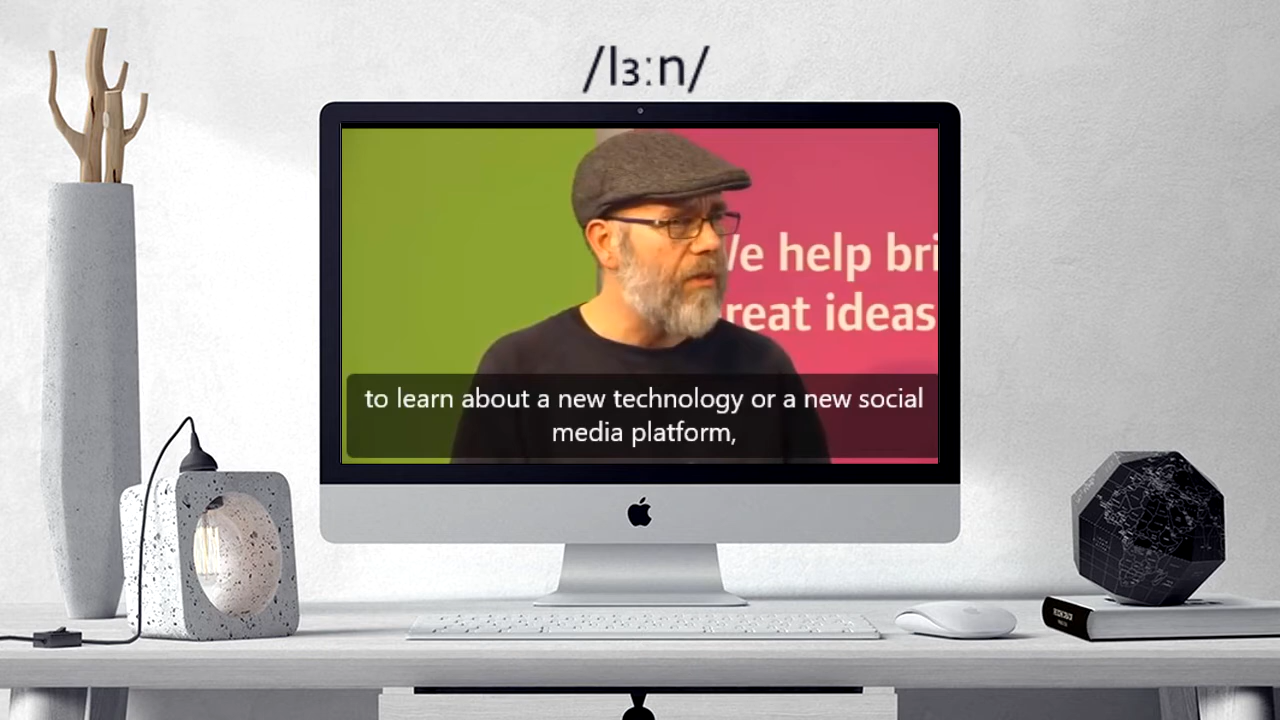 /lɜːn/
We help bri
reat ideas
to learn about a new technology or a new social
media platform,